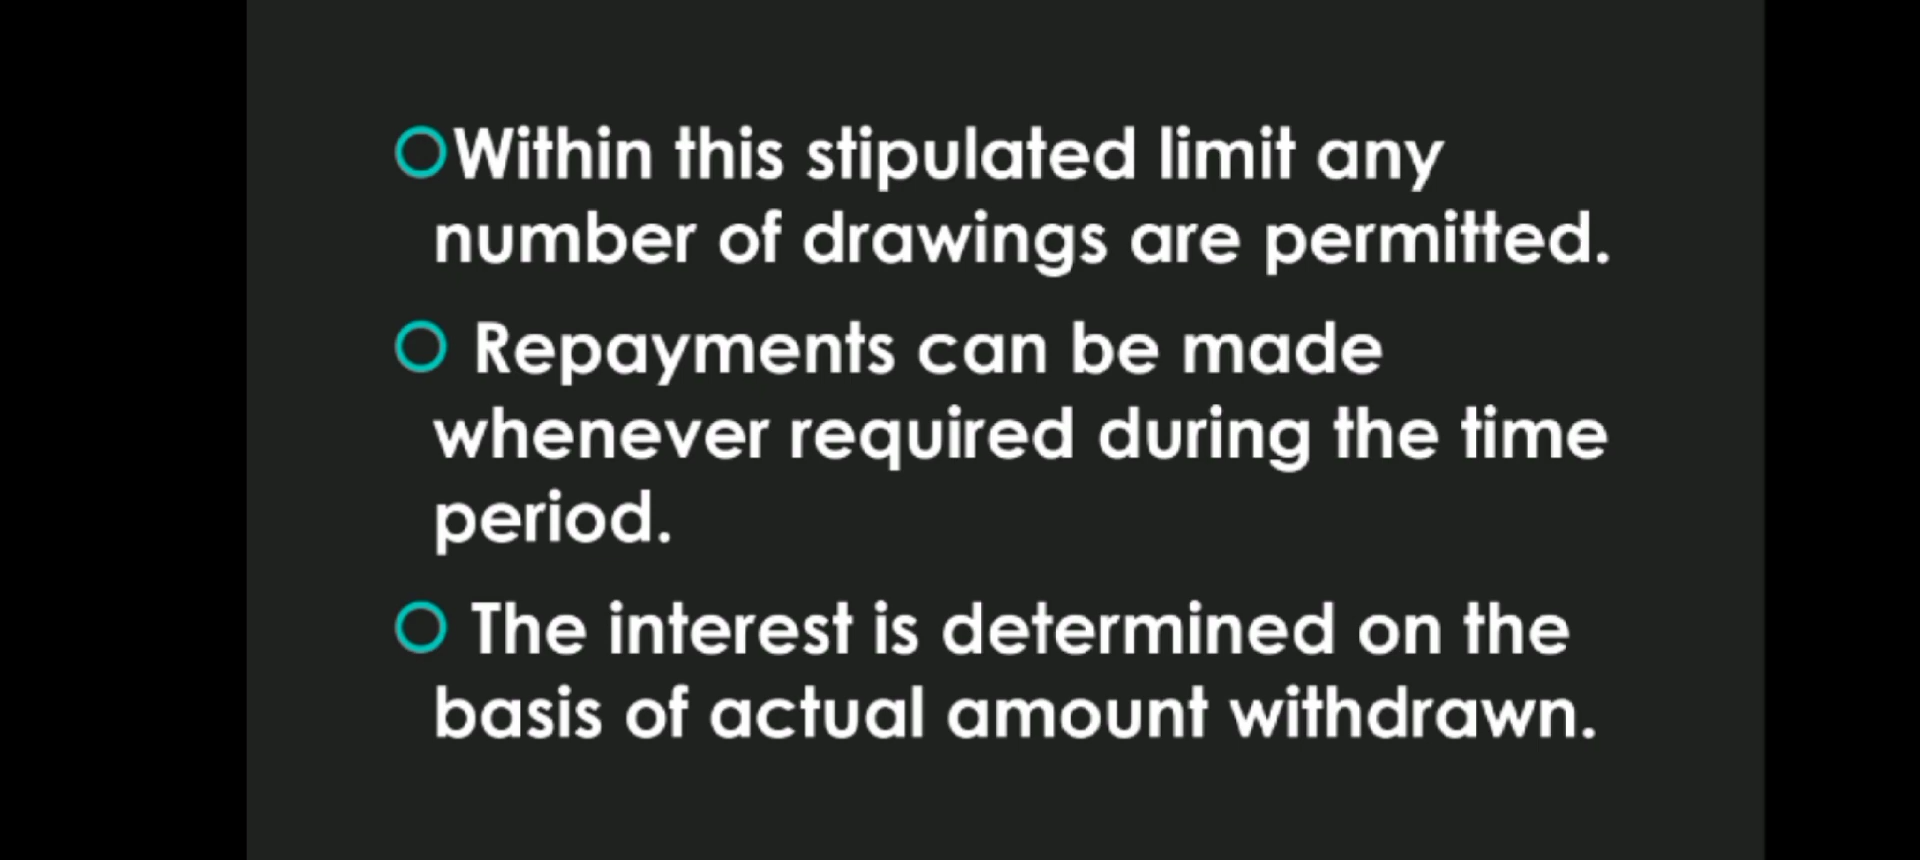 Within this stipulated limit any
number of drawings are permitted.
Repayments can be made
whenever required during the time
period.
The interest is determined on the
basis of actual amount withdrawn.